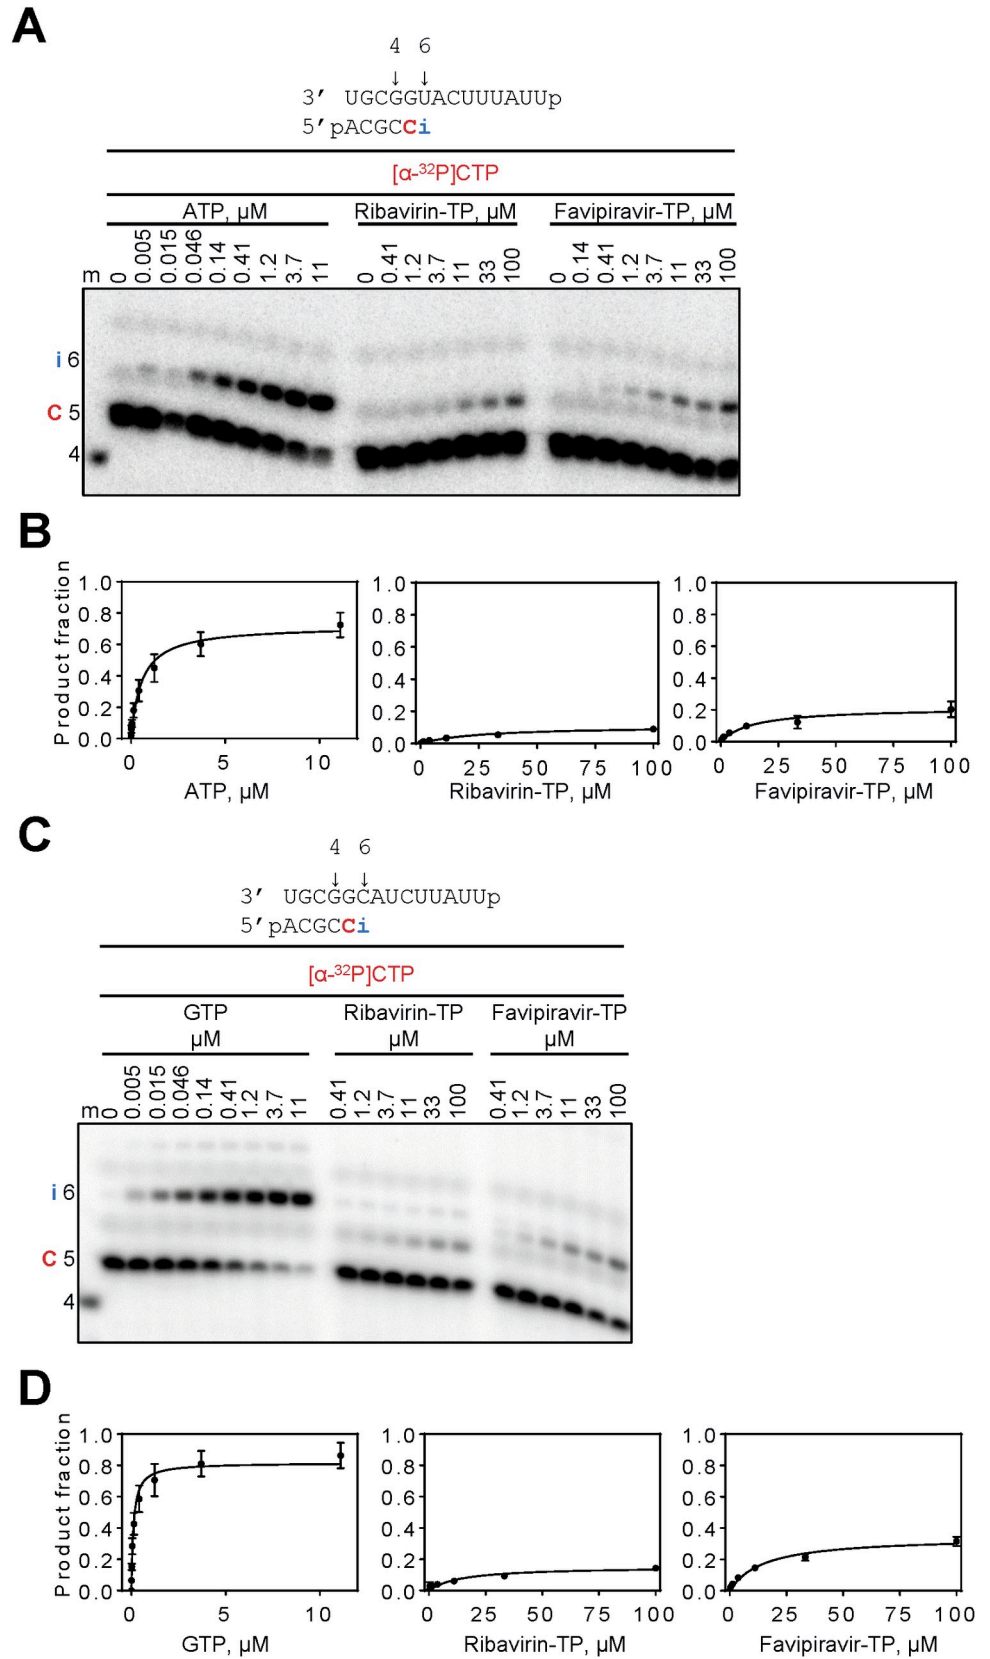 A
4 6
↓ ↓
3′ UGCGGUACUUUAUUp
5′pACGCCi
[α-³²P]CTP
ATP, µM Ribavirin-TP, µM Favipiravir-TP, µM
m 0 0.005 0.015 0.046 0.14 0.41 1.2 3.7 11 0 0.41 1.2 3.7 11 33 100 0 0.14 0.41 1.2 3.7 11 33 100
i 6
C 5
4
B
Product fraction
1.0 1.0 1.0
0.8 0.8 0.8
0.6 0.6 0.6
0.4 0.4 0.4
0.2 0.2 0.2
0.0 0.0 0.0
0 5 10 0 25 50 75 100 0 25 50 75 100
ATP, µM Ribavirin-TP, µM Favipiravir-TP, µM
C
4 6
↓ ↓
3′ UGCGGCAUCUUAUUp
5′pACGCCi
[α-³²P]CTP
GTP Ribavirin-TP Favipiravir-TP
µM µM µM
m 0 0.005 0.015 0.046 0.14 0.41 1.2 3.7 11 0.41 1.2 3.7 11 33 100 0.41 1.2 3.7 11 33 100
i 6
C 5
4
D
Product fraction
1.0 1.0 1.0
0.8 0.8 0.8
0.6 0.6 0.6
0.4 0.4 0.4
0.2 0.2 0.2
0.0 0.0 0.0
0 5 10 0 25 50 75 100 0 25 50 75 100
GTP, µM Ribavirin-TP, µM Favipiravir-TP, µM